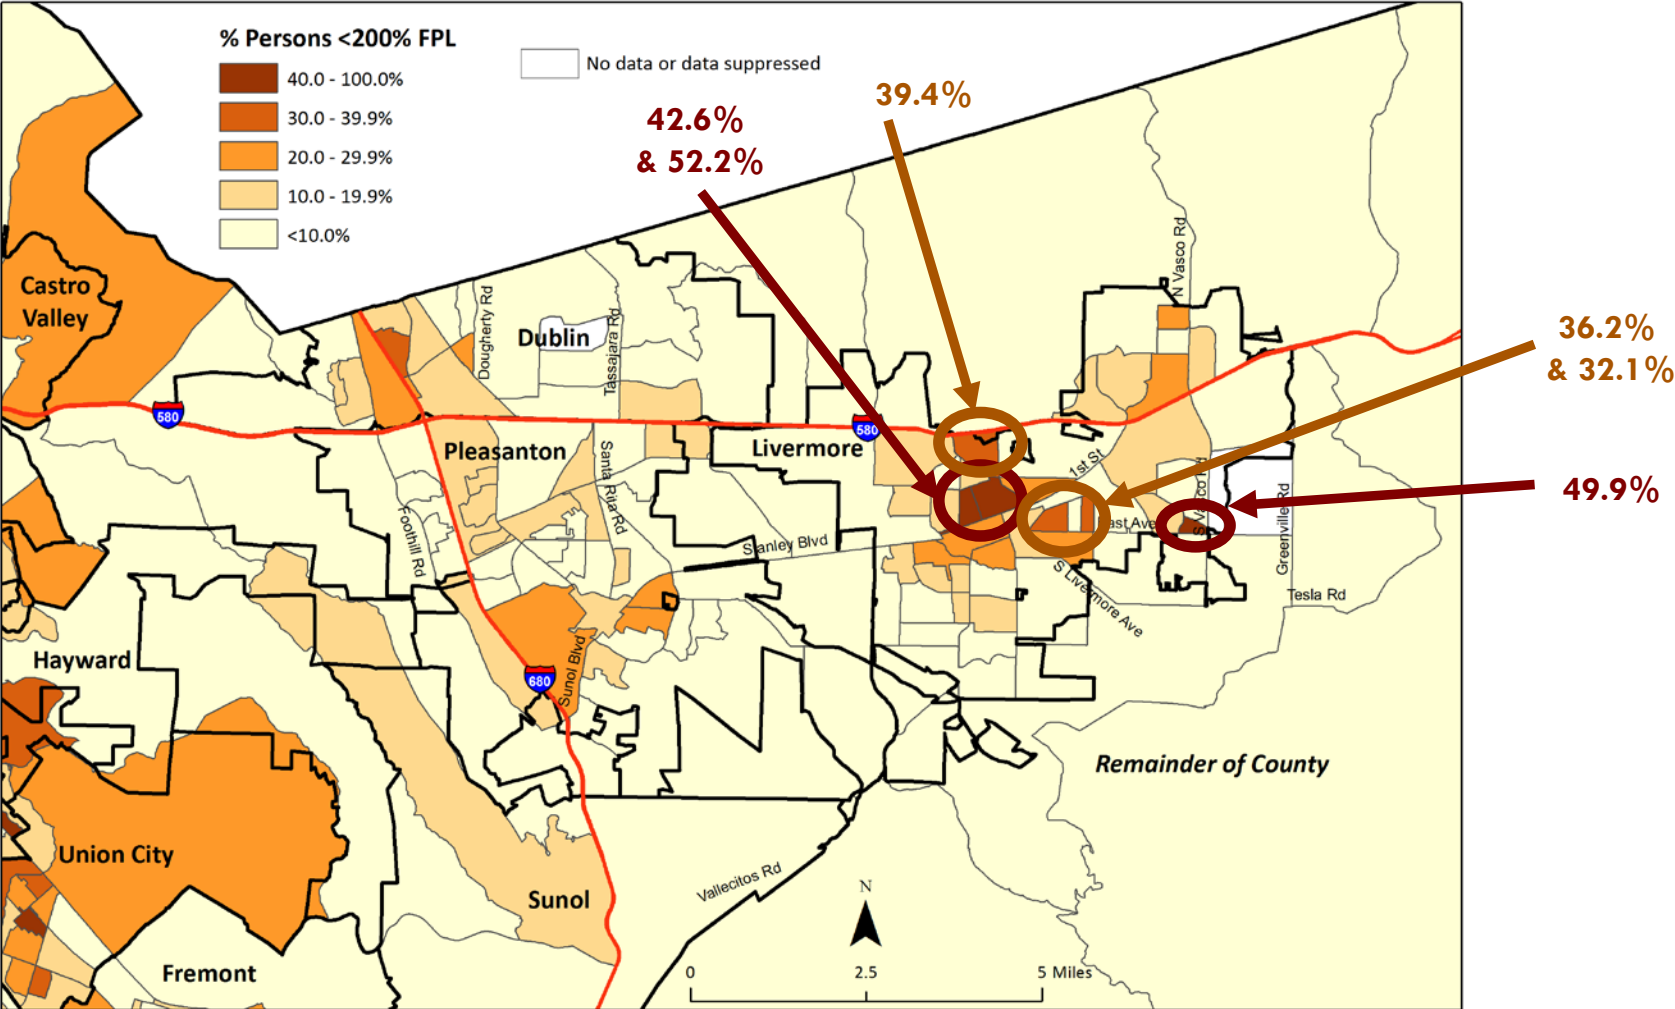 % Persons <200% FPL
40.0 - 100.0%
30.0 - 39.9%
20.0 - 29.9%
10.0 - 19.9%
<10.0%
No data or data suppressed
42.6%
& 52.2%
39.4%
36.2%
& 32.1%
49.9%
Castro
Valley
Dublin
Dougherty Rd
Tassajara Rd
N Vasco Rd
580
580
Pleasanton
Livermore
Santa Rita Rd
Foothill Rd
Stanley Blvd
1st St
East Ave
S Vasco Rd
Greenville Rd
S Livermore Ave
Tesla Rd
Hayward
680
Sunol Blvd
Remainder of County
Union City
Sunol
Vallecitos Rd
Fremont
N
0
2.5
5 Miles